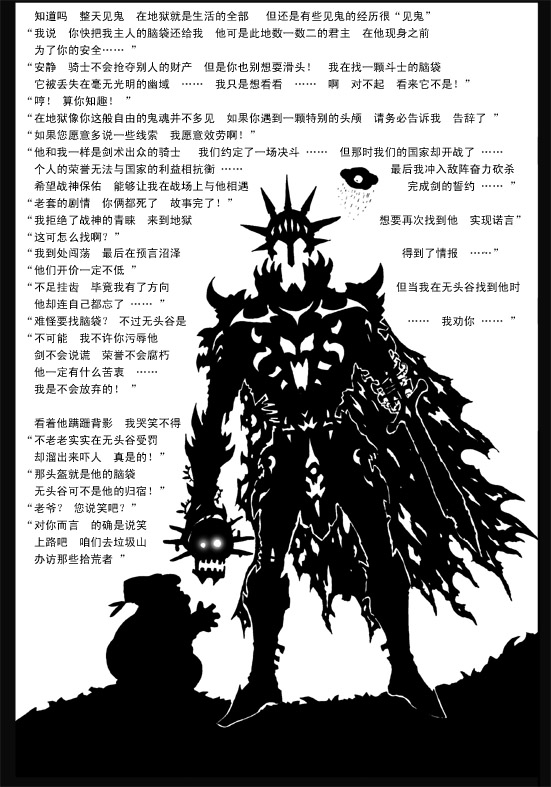 知道吗 整天见鬼 在地狱就是生活的全部 但还是有些见鬼的经历很“见鬼”
“我说 你快把我主人的脑袋还给我 他可是此地数一数二的君主 在他现身之前
为了你的安全…… ”
“安静 骑士不会抢夺别人的财产 但是你也别想耍滑头! 我在找一颗斗士的脑袋
它被丢失在毫无光明的幽域 …… 我只是想看看 …… 啊 对不起 看来它不是!”
“哼! 算你知趣! ”
“在地狱像你这般自由的鬼魂并不多见 如果你遇到一颗特别的头颅 请务必告诉我 告辞了 ”
“如果您愿意多说一些线索 我愿意效劳啊!”
“他和我一样是剑术出众的骑士 我们约定了一场决斗 …… 但那时我们的国家却开战了 ……
个人的荣誉无法与国家的利益相抗衡 …… 最后我冲入敌阵奋力砍杀
希望战神保佑 能够让我在战场上与他相遇 完成剑的誓约 …… ”
“老套的剧情 你俩都死了 故事完了!”
“我拒绝了战神的青睐 来到地狱 想要再次找到他 实现诺言”
“这可怎么找啊?”
“我到处闯荡 最后在预言沼泽 得到了情报 ……”
“他们开价一定不低 ”
“不足挂齿 毕竟我有了方向 但当我在无头谷找到他时
他却连自己都忘了 …… ”
“难怪要找脑袋? 不过无头谷是 …… 我劝你 …… ”
“不可能 我不许你污辱他
剑不会说谎 荣誉不会腐朽
他一定有什么苦衷 ……
我是不会放弃的! ”
看着他蹒跚背影 我哭笑不得
“不老老实实在无头谷受罚
却溜出来吓人 真是的!”
“那头盔就是他的脑袋
无头谷可不是他的归宿!”
“老爷? 您说笑吧?”
“对你而言 的确是说笑
上路吧 咱们去垃圾山
办访那些拾荒者 ”